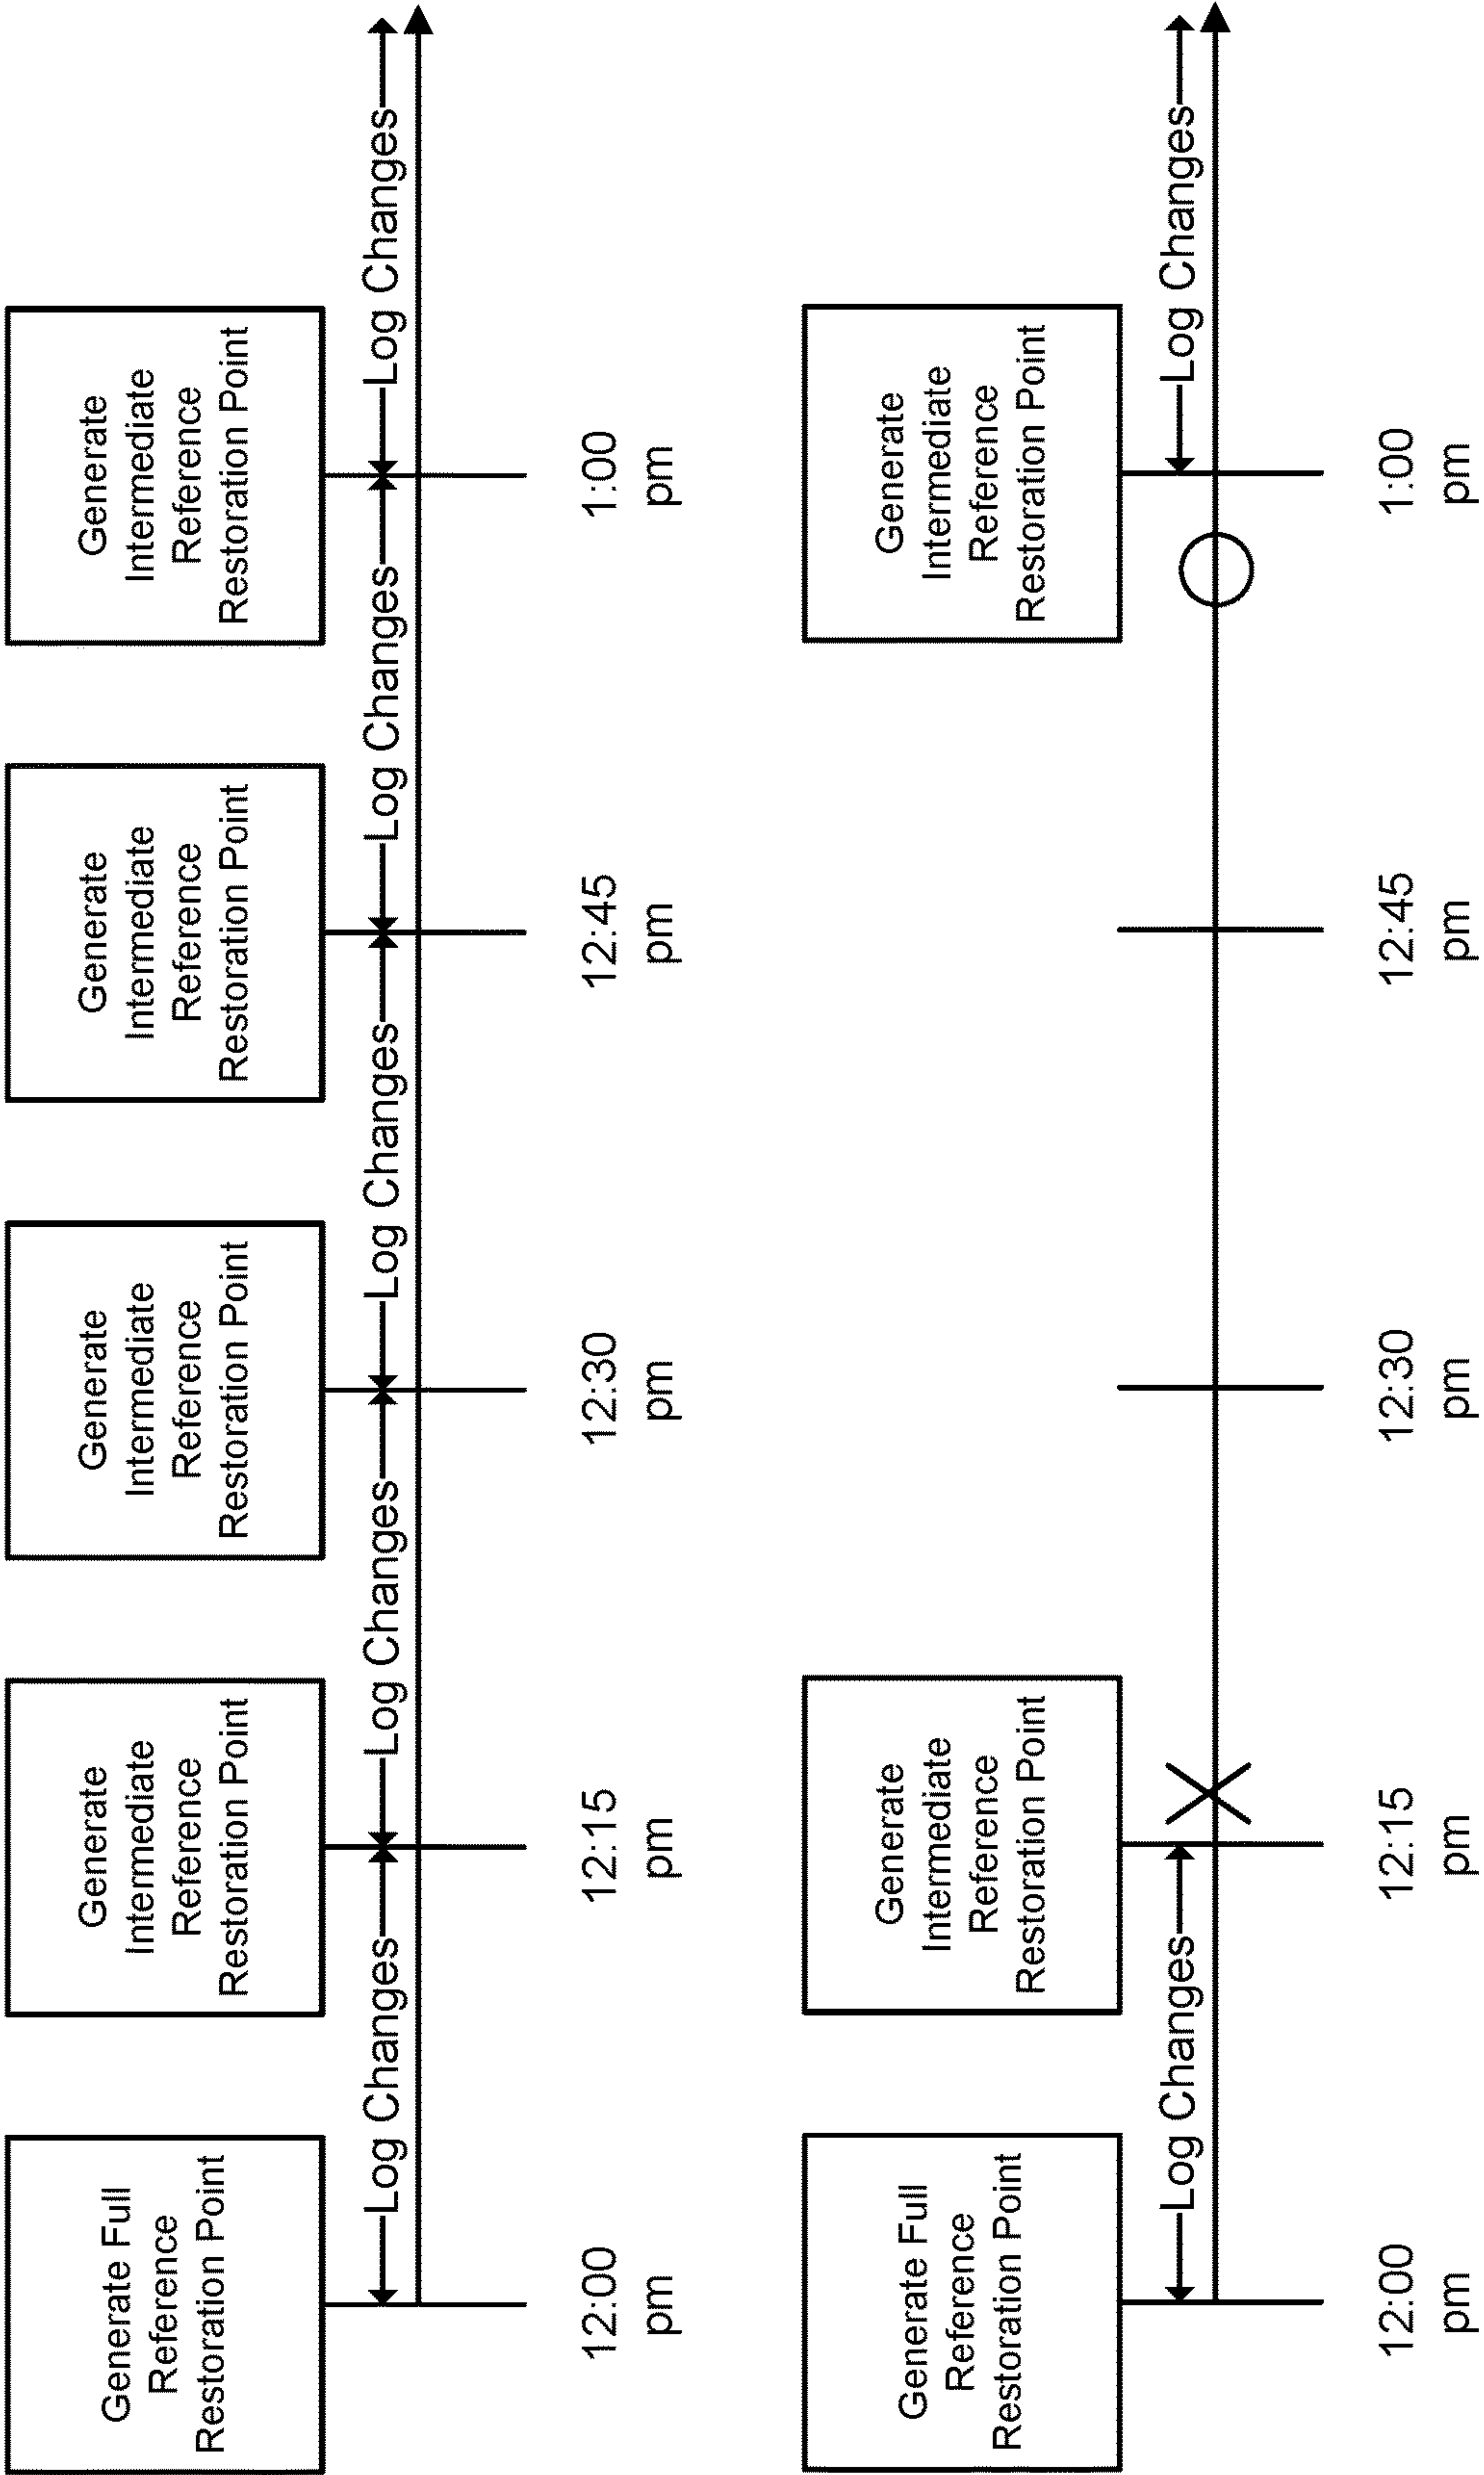 Generate Full
Reference
Restoration Point
Generate
Intermediate
Reference
Restoration Point
Generate
Intermediate
Reference
Restoration Point
Generate
Intermediate
Reference
Restoration Point
Generate
Intermediate
Reference
Restoration Point
Log Changes
Log Changes
Log Changes
Log Changes
Log Changes
12:00
pm
12:15
pm
12:30
pm
12:45
pm
1:00
pm
Generate Full
Reference
Restoration Point
Generate
Intermediate
Reference
Restoration Point
Generate
Intermediate
Reference
Restoration Point
Log Changes
Log Changes
12:00
pm
12:15
pm
12:30
pm
12:45
pm
1:00
pm